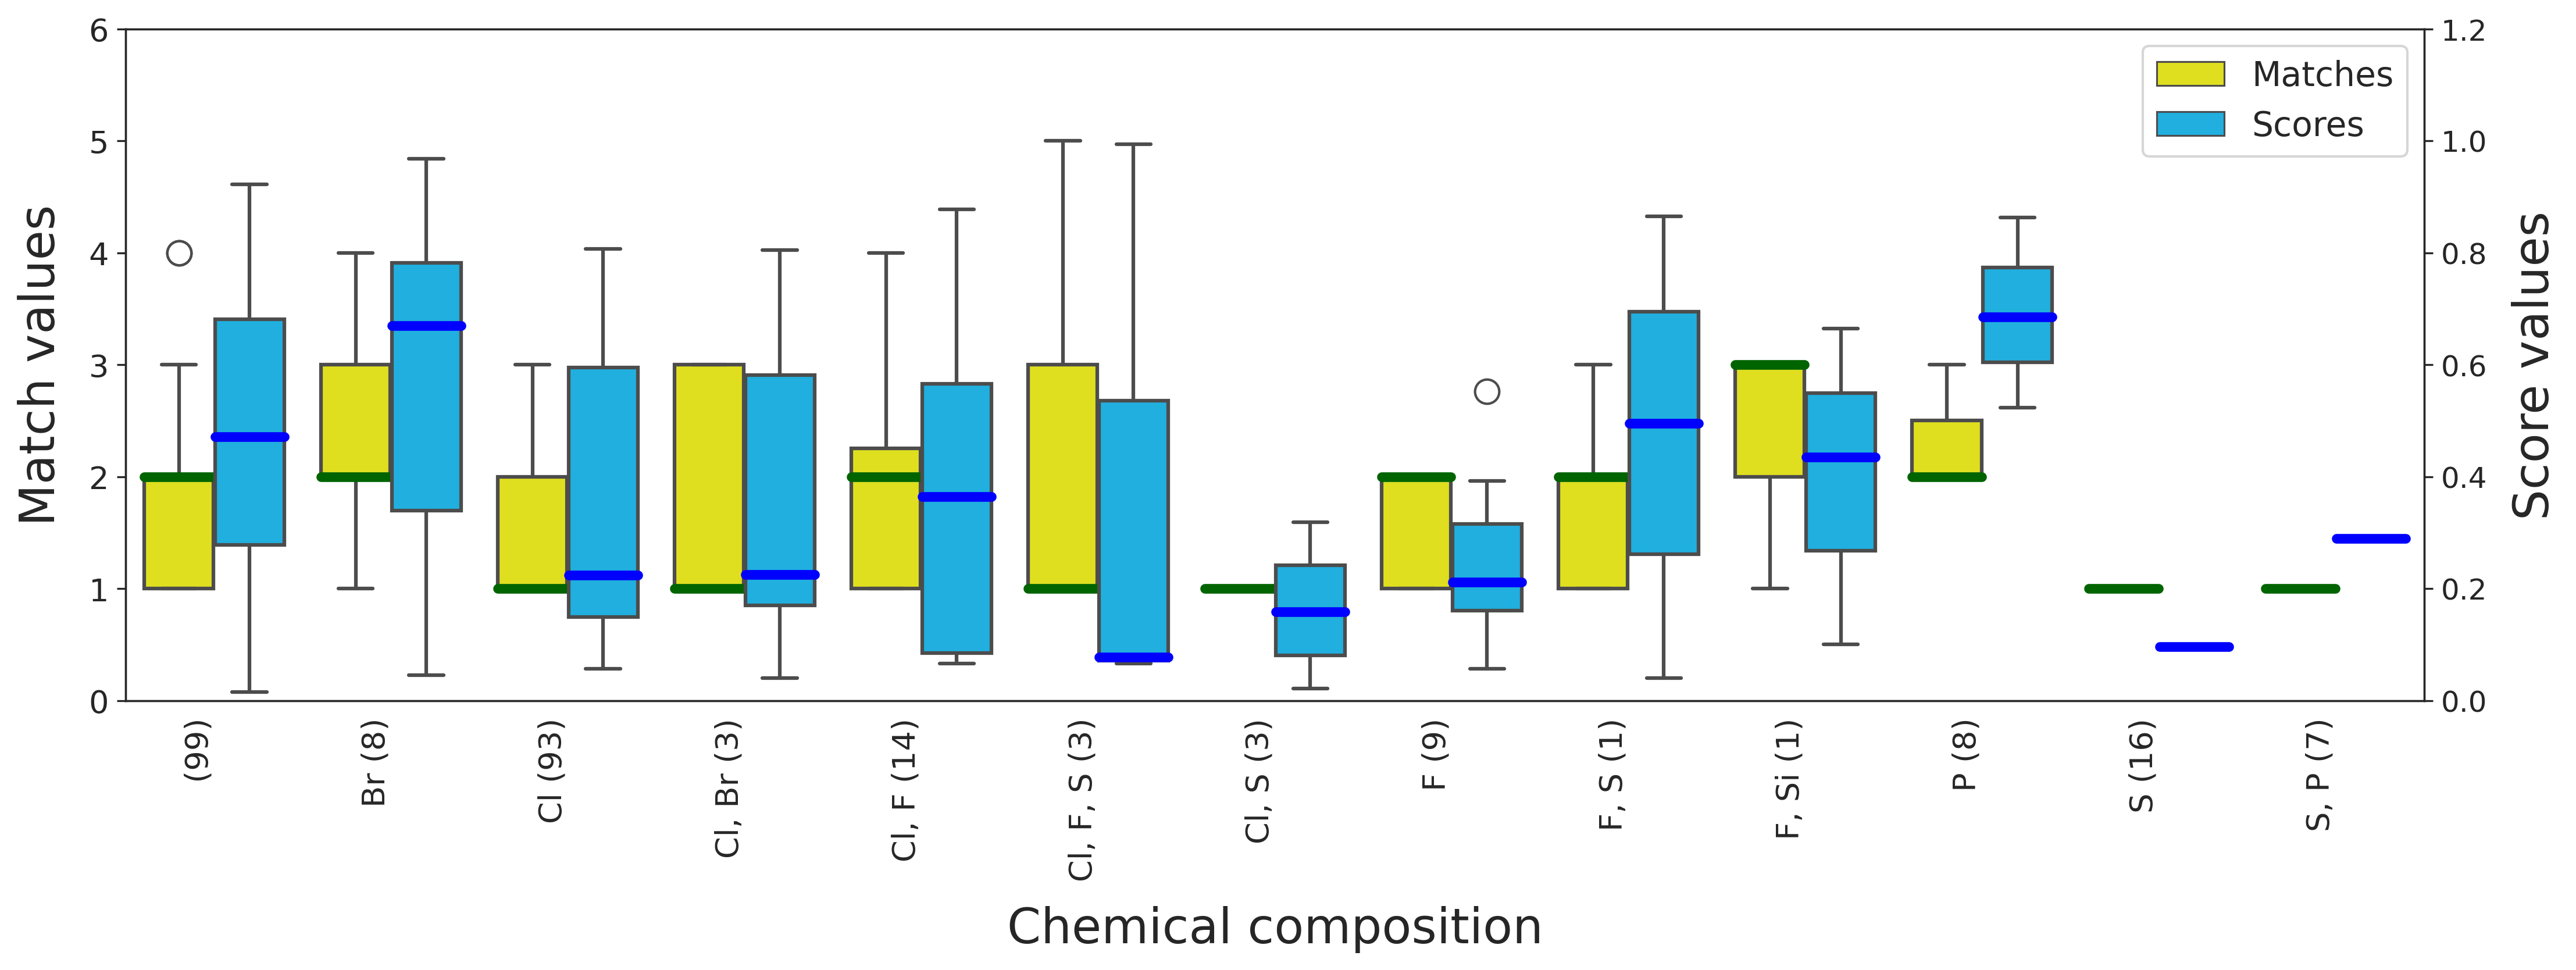 Match values
6
5
4
3
2
1
0
1.2
1.0
0.8
0.6
0.4
0.2
0.0
Score values
Matches
Scores
(99)
Br (8)
Cl (93)
Cl, Br (3)
Cl, F (14)
Cl, F, S (3)
Cl, S (3)
F (9)
F, S (1)
F, Si (1)
P (8)
S (16)
S, P (7)
Chemical composition